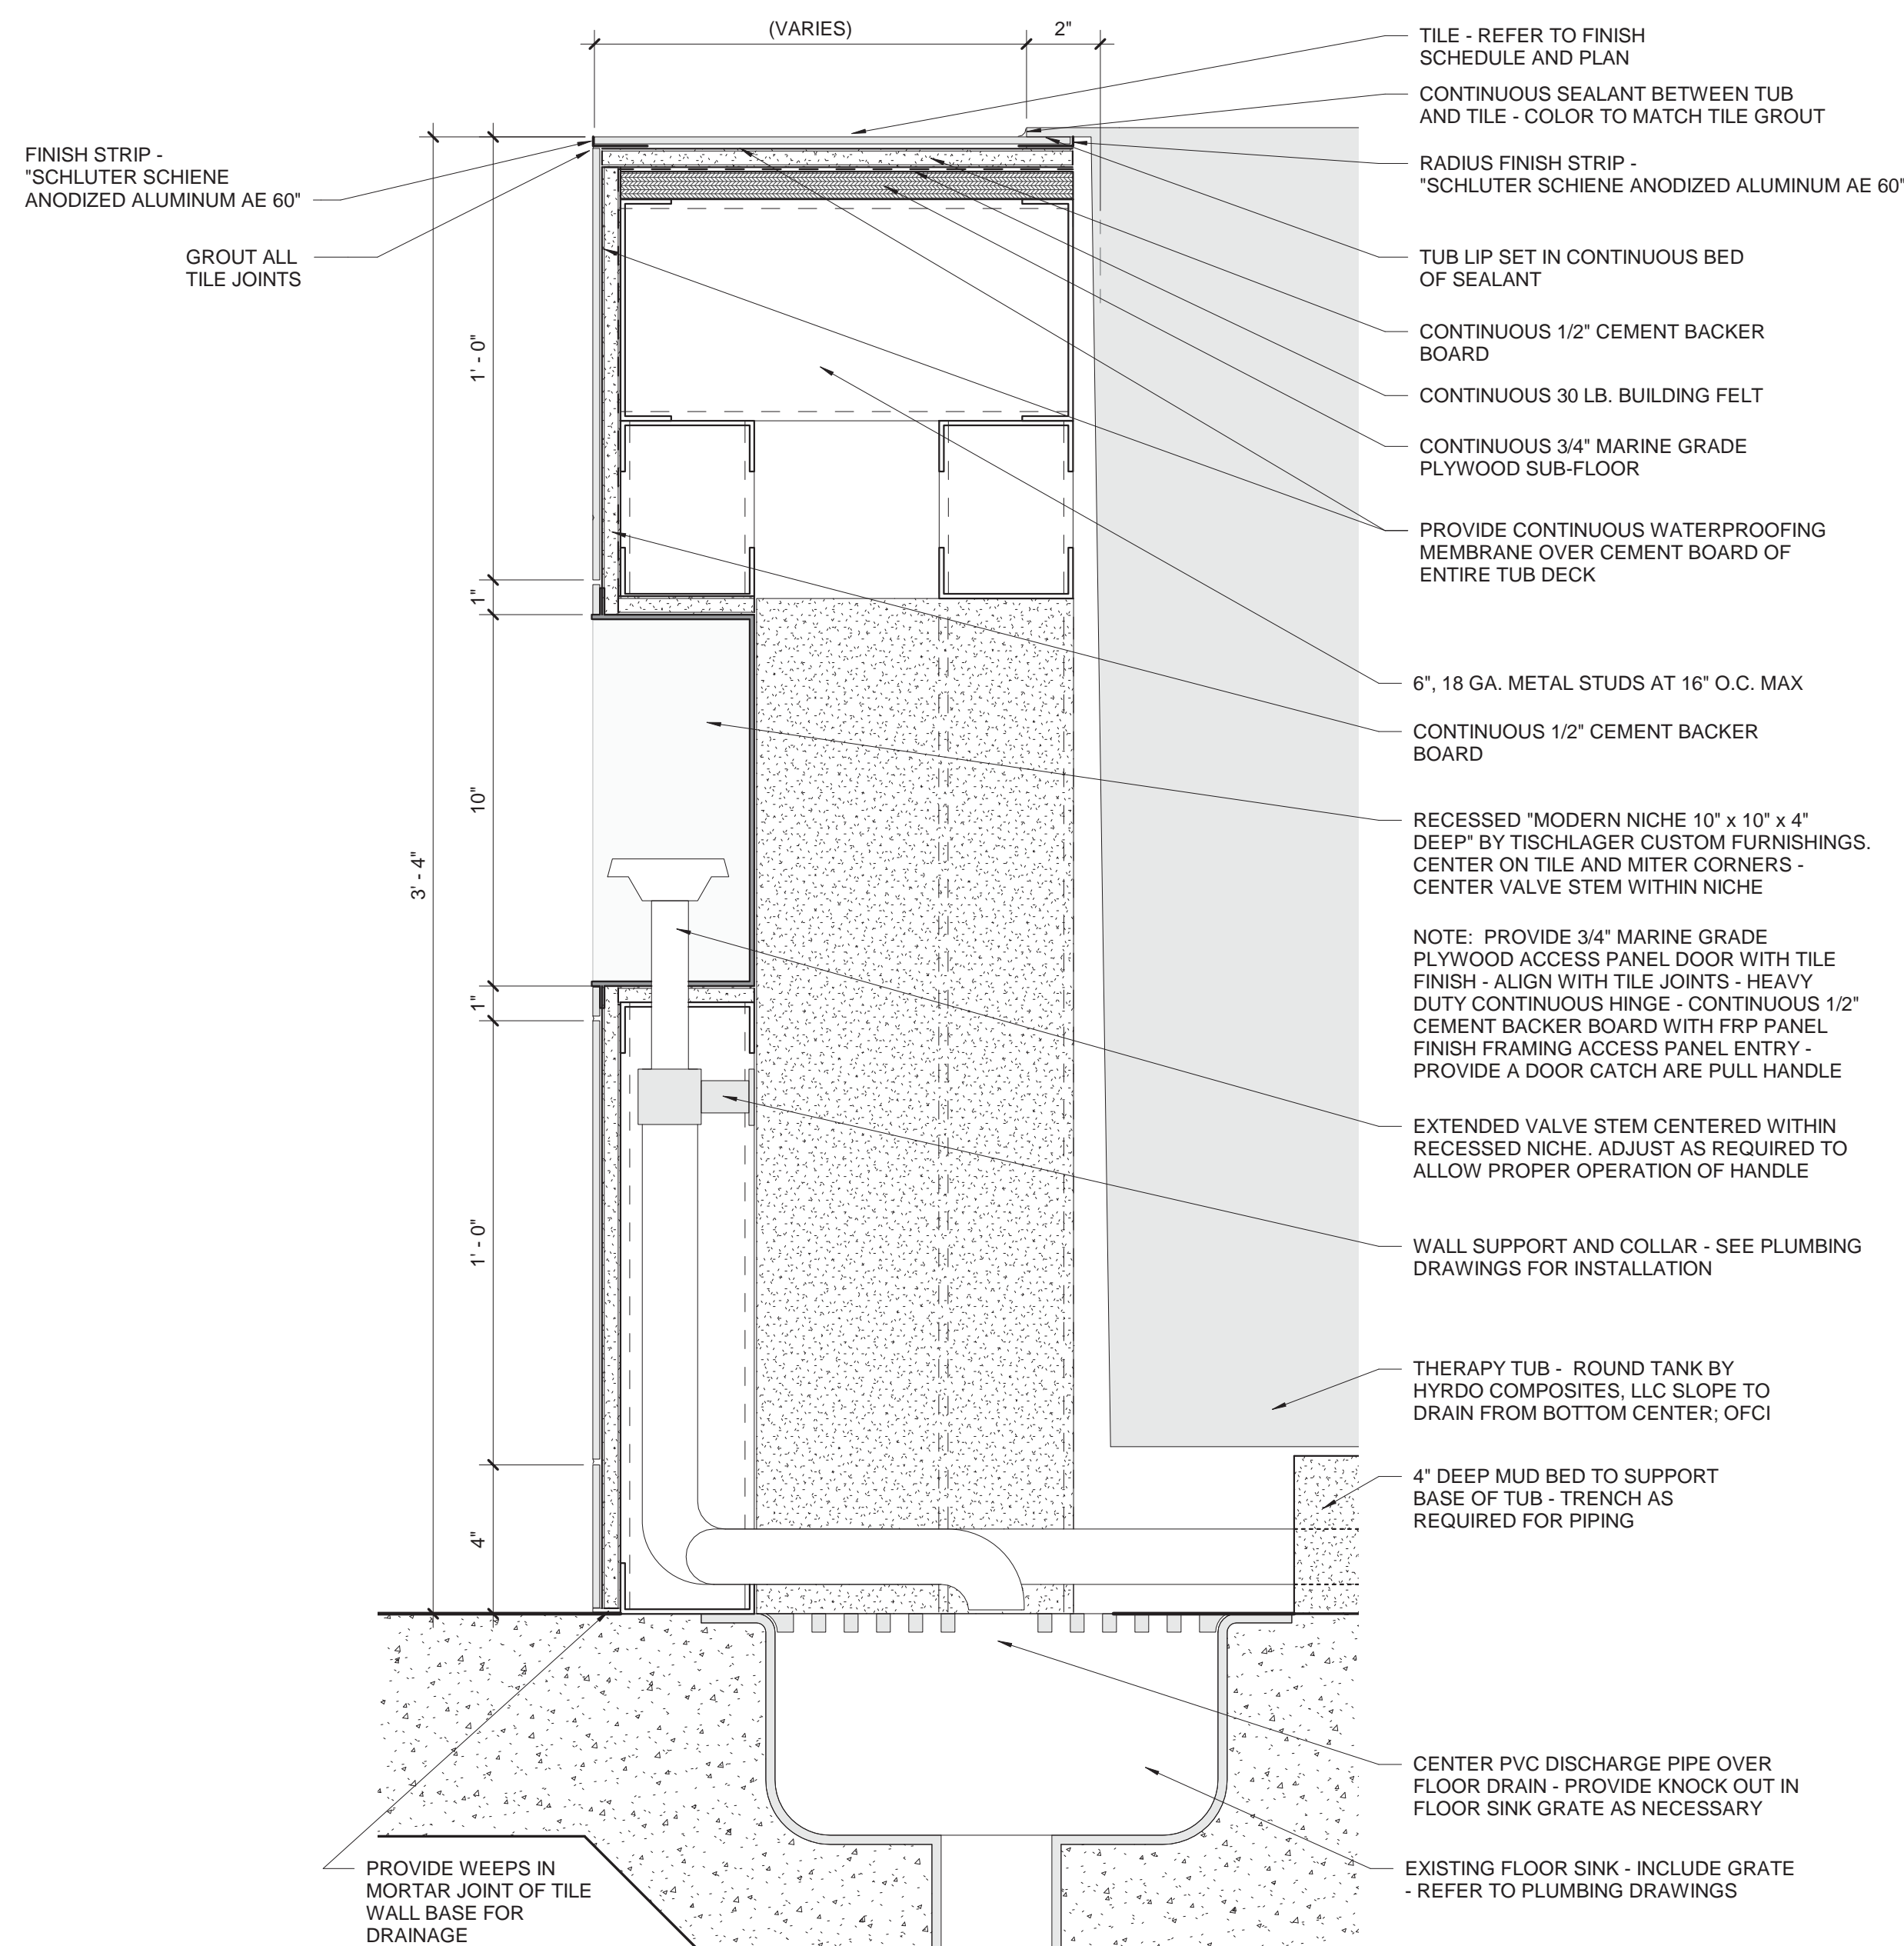 (VARIES)
2"
FINISH STRIP -
"SCHLUTER SCHIENE
ANODIZED ALUMINUM AE 60"
GROUT ALL
TILE JOINTS
1' - 0"
1"
10"
3' - 4"
1"
1' - 0"
4"
TILE - REFER TO FINISH
SCHEDULE AND PLAN
CONTINUOUS SEALANT BETWEEN TUB
AND TILE - COLOR TO MATCH TILE GROUT
RADIUS FINISH STRIP -
"SCHLUTER SCHIENE ANODIZED ALUMINUM AE 60"
TUB LIP SET IN CONTINUOUS BED
OF SEALANT
CONTINUOUS 1/2" CEMENT BACKER
BOARD
CONTINUOUS 30 LB. BUILDING FELT
CONTINUOUS 3/4" MARINE GRADE
PLYWOOD SUB-FLOOR
PROVIDE CONTINUOUS WATERPROOFING
MEMBRANE OVER CEMENT BOARD OF
ENTIRE TUB DECK
6", 18 GA. METAL STUDS AT 16" O.C. MAX
CONTINUOUS 1/2" CEMENT BACKER
BOARD
RECESSED "MODERN NICHE 10" x 10" x 4"
DEEP" BY TISCHLAGER CUSTOM FURNISHINGS.
CENTER ON TILE AND MITER CORNERS -
CENTER VALVE STEM WITHIN NICHE
NOTE: PROVIDE 3/4" MARINE GRADE
PLYWOOD ACCESS PANEL DOOR WITH TILE
FINISH - ALIGN WITH TILE JOINTS - HEAVY
DUTY CONTINUOUS HINGE - CONTINUOUS 1/2"
CEMENT BACKER BOARD WITH FRP PANEL
FINISH FRAMING ACCESS PANEL ENTRY -
PROVIDE A DOOR CATCH ARE PULL HANDLE
EXTENDED VALVE STEM CENTERED WITHIN
RECESSED NICHE. ADJUST AS REQUIRED TO
ALLOW PROPER OPERATION OF HANDLE
WALL SUPPORT AND COLLAR - SEE PLUMBING
DRAWINGS FOR INSTALLATION
THERAPY TUB - ROUND TANK BY
HYRDO COMPOSITES, LLC SLOPE TO
DRAIN FROM BOTTOM CENTER; OFCI
4" DEEP MUD BED TO SUPPORT
BASE OF TUB - TRENCH AS
REQUIRED FOR PIPING
CENTER PVC DISCHARGE PIPE OVER
FLOOR DRAIN - PROVIDE KNOCK OUT IN
FLOOR SINK GRATE AS NECESSARY
EXISTING FLOOR SINK - INCLUDE GRATE
- REFER TO PLUMBING DRAWINGS
PROVIDE WEEPS IN
MORTAR JOINT OF TILE
WALL BASE FOR
DRAINAGE